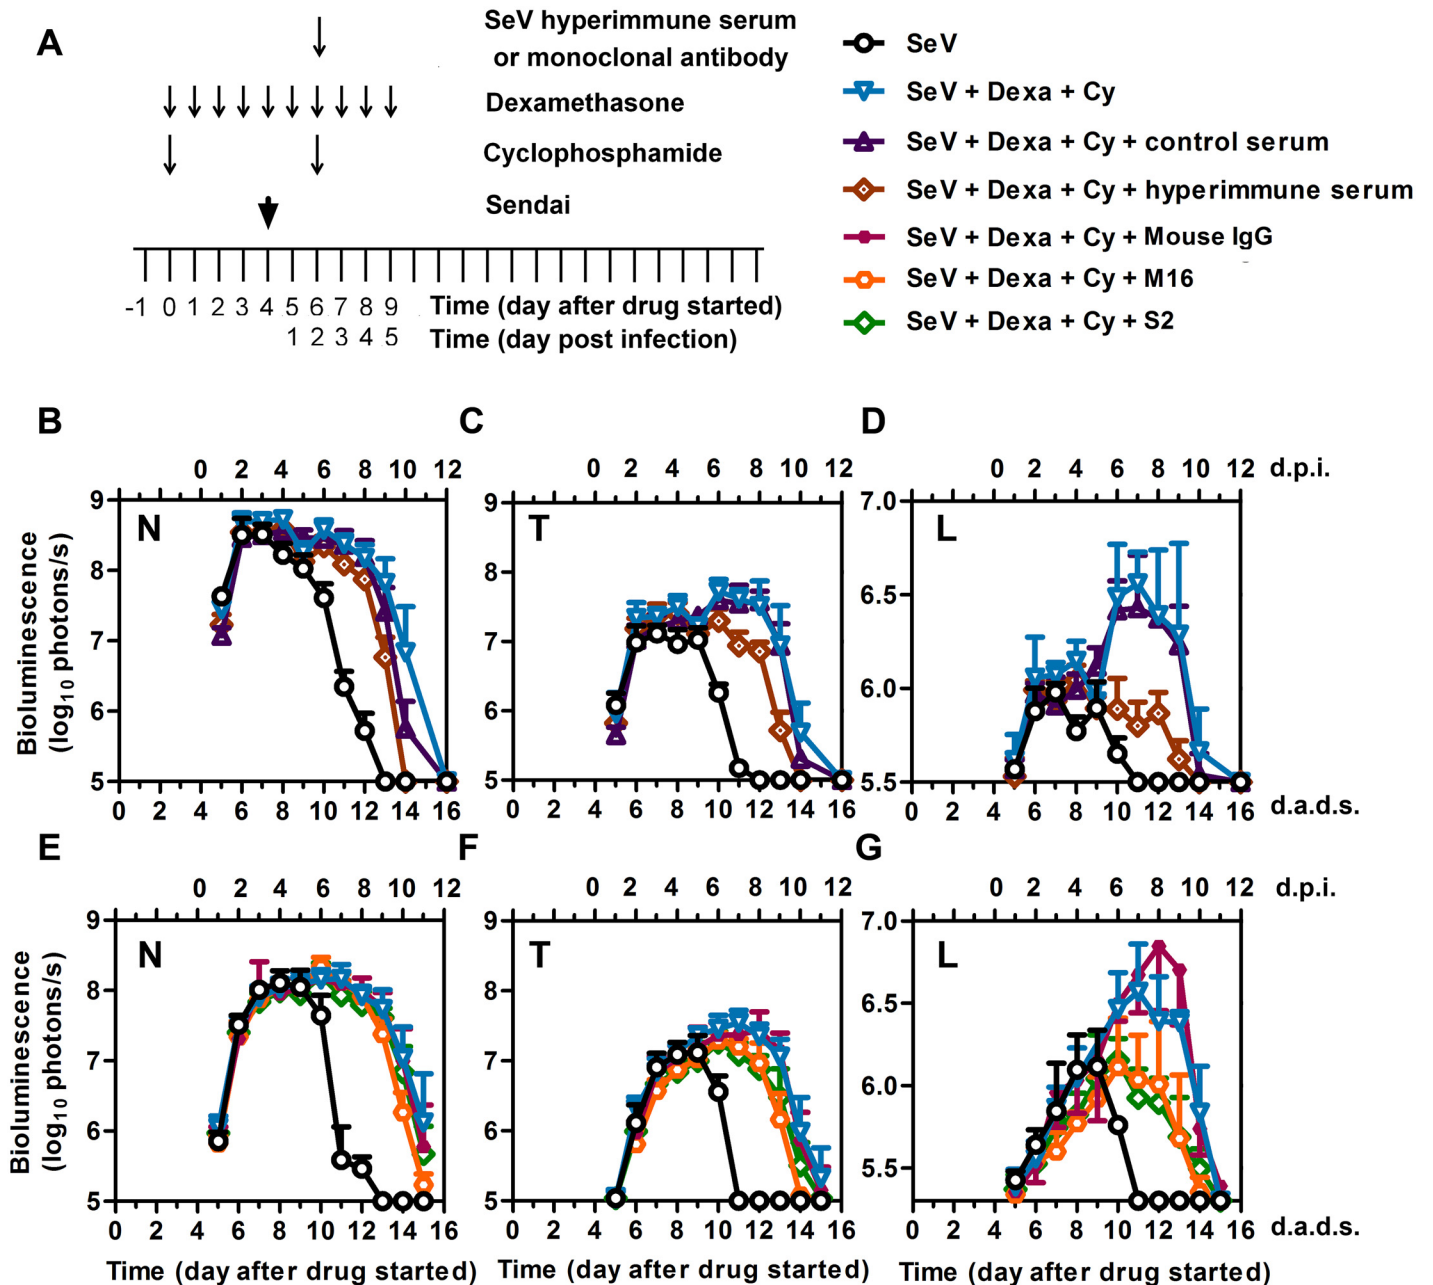 A
SeV hyperimmune serum
or monoclonal antibody
Dexamethasone
Cyclophosphamide
Sendai
-1 0 1 2 3 4 5 6 7 8 9 Time (day after drug started)
1 2 3 4 5 Time (day post infection)
SeV
SeV + Dexa + Cy
SeV + Dexa + Cy + control serum
SeV + Dexa + Cy + hyperimmune serum
SeV + Dexa + Cy + Mouse IgG
SeV + Dexa + Cy + M16
SeV + Dexa + Cy + S2
B
0 2 4 6 8 10 12
Bioluminescence
(log10 photons/s)
9
8
7
6
5
N
0 2 4 6 8 10 12 14 16
C
0 2 4 6 8 10 12
9
8
7
6
5
T
0 2 4 6 8 10 12 14 16
D
0 2 4 6 8 10 12 d.p.i.
7.0
6.5
6.0
5.5
L
0 2 4 6 8 10 12 14 16 d.a.d.s.
E
0 2 4 6 8 10 12
Bioluminescence
(log10 photons/s)
9
8
7
6
5
N
0 2 4 6 8 10 12 14 16
Time (day after drug started)
F
0 2 4 6 8 10 12
9
8
7
6
5
T
0 2 4 6 8 10 12 14 16
Time (day after drug started)
G
0 2 4 6 8 10 12 d.p.i.
7.0
6.5
6.0
5.5
L
0 2 4 6 8 10 12 14 16 d.a.d.s.
Time (day after drug started)